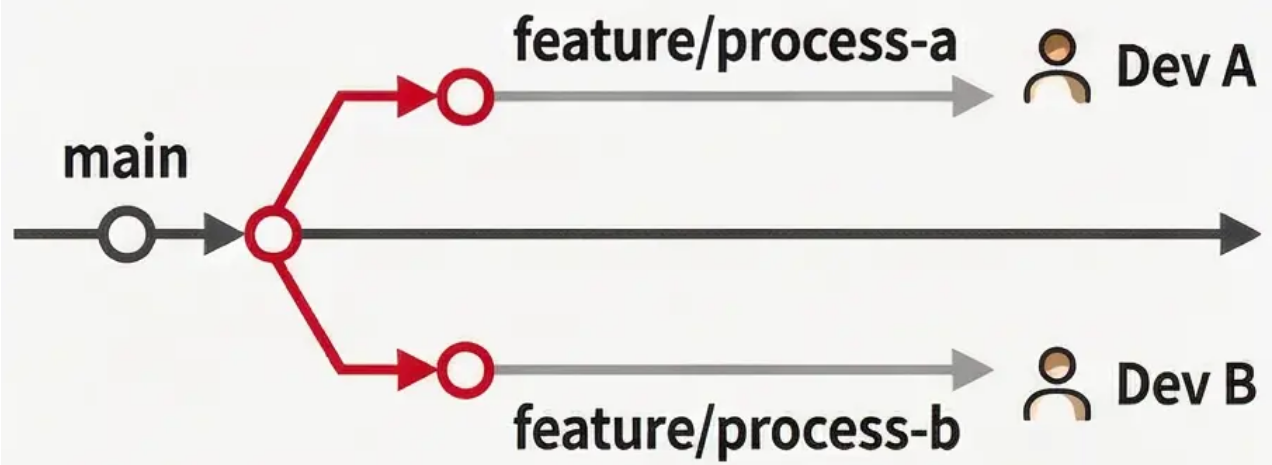 feature/process-a
Dev A
main
feature/process-b
Dev B